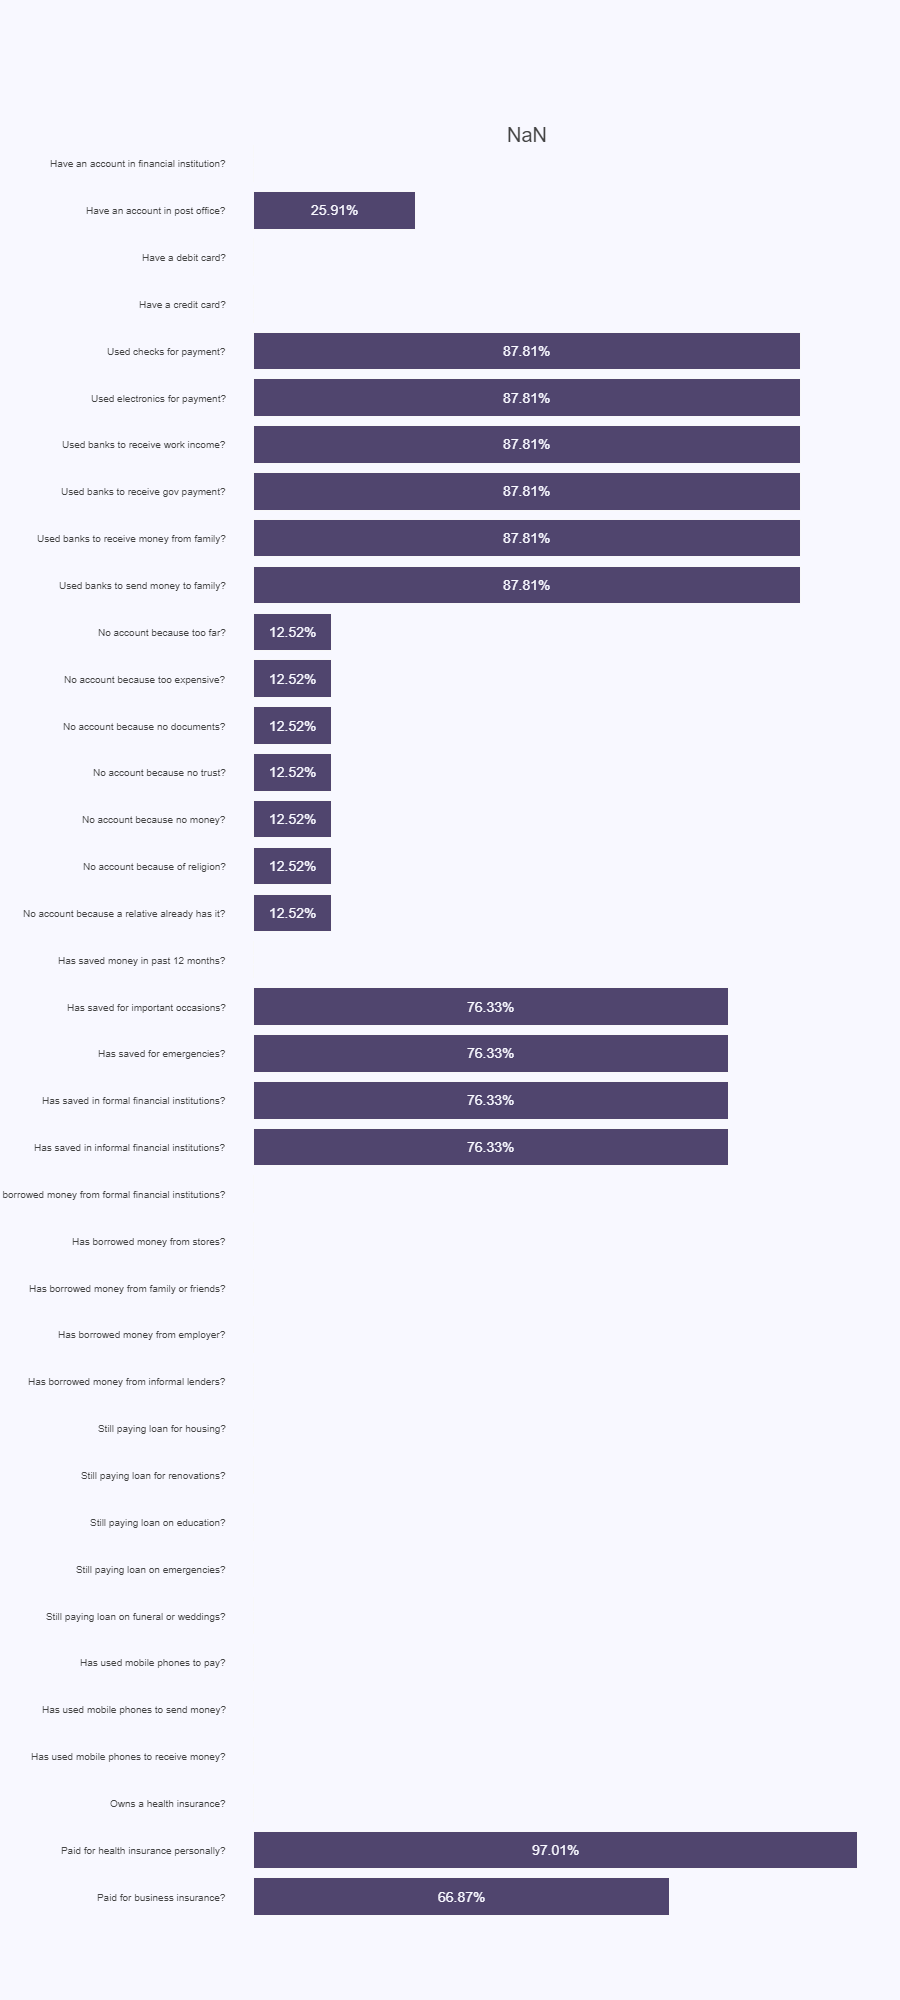 NaN
Have an account in financial institution?
Have an account in post office? 25.91%
Have a debit card?
Have a credit card?
Used checks for payment? 87.81%
Used electronics for payment? 87.81%
Used banks to receive work income? 87.81%
Used banks to receive gov payment? 87.81%
Used banks to receive money from family? 87.81%
Used banks to send money to family? 87.81%
No account because too far? 12.52%
No account because too expensive? 12.52%
No account because no documents? 12.52%
No account because no trust? 12.52%
No account because no money? 12.52%
No account because of religion? 12.52%
No account because a relative already has it? 12.52%
Has saved money in past 12 months?
Has saved for important occasions? 76.33%
Has saved for emergencies? 76.33%
Has saved in formal financial institutions? 76.33%
Has saved in informal financial institutions? 76.33%
borrowed money from formal financial institutions?
Has borrowed money from stores?
Has borrowed money from family or friends?
Has borrowed money from employer?
Has borrowed money from informal lenders?
Still paying loan for housing?
Still paying loan for renovations?
Still paying loan on education?
Still paying loan on emergencies?
Still paying loan on funeral or weddings?
Has used mobile phones to pay?
Has used mobile phones to send money?
Has used mobile phones to receive money?
Owns a health insurance?
Paid for health insurance personally? 97.01%
Paid for business insurance? 66.87%